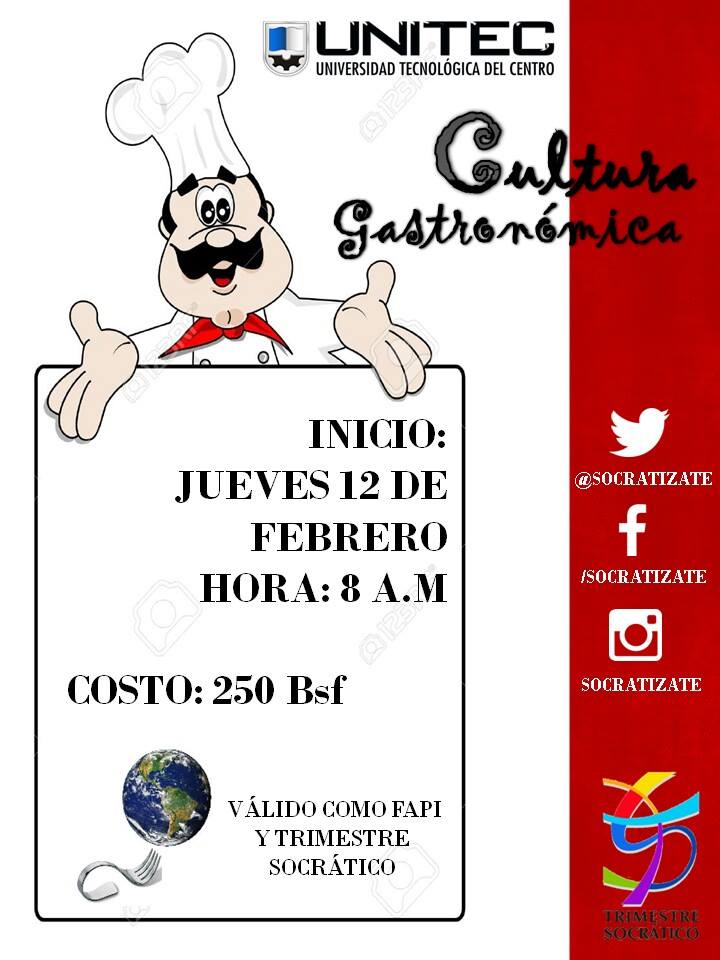 UNITEC
UNIVERSIDAD TECNOLÓGICA DEL CENTRO
Cultura
Gastronómica
INICIO:
JUEVES 12 DE
FEBRERO
HORA: 8 A.M
COSTO: 250 Bsf
VÁLIDO COMO FAPI
Y TRIMESTRE
SOCRÁTICO
@SOCRATIZATE
/SOCRATIZATE
SOCRATIZATE
TRIMESTRE
SOCRÁTICO